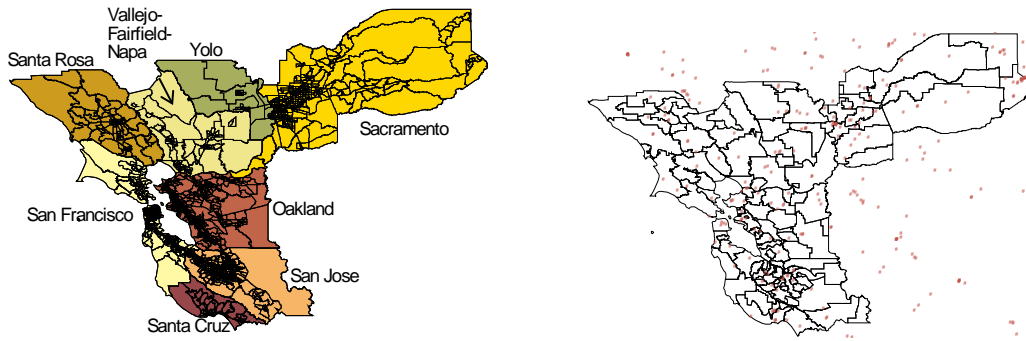 Vallejo-
Fairfield-
Napa
Yolo
Santa Rosa
Sacramento
San Francisco
Oakland
San Jose
Santa Cruz